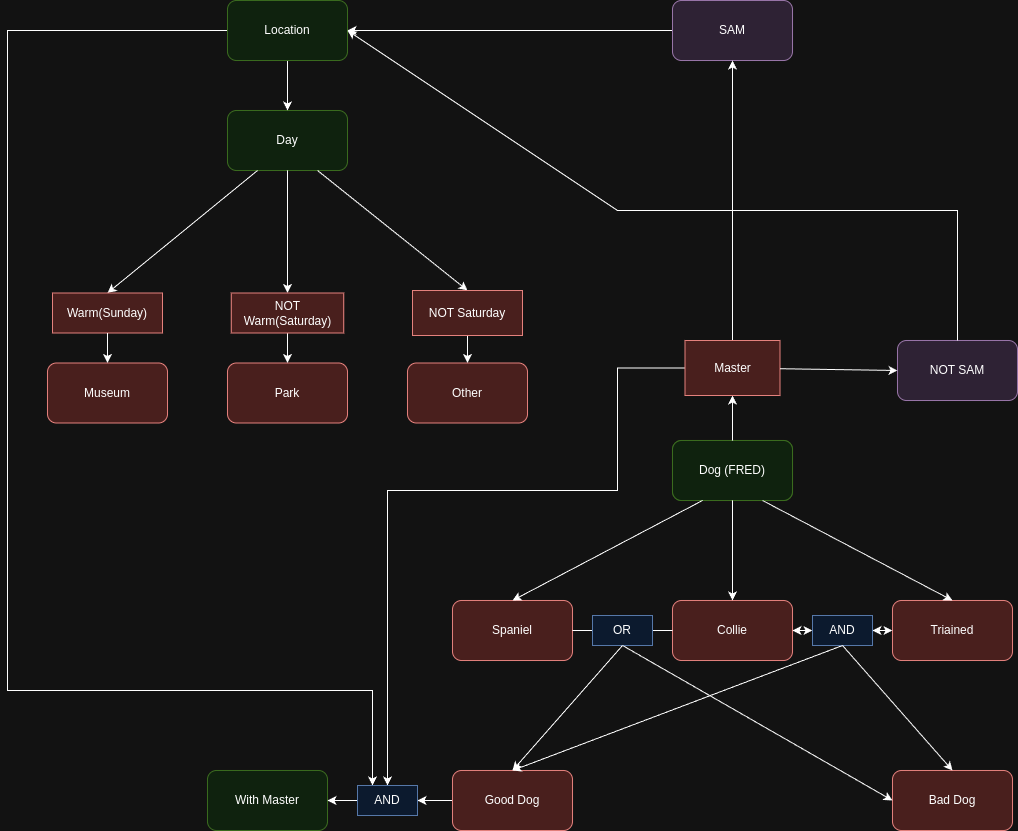 Location
SAM
Day
Warm(Sunday)
NOT
Warm(Saturday)
NOT Saturday
Master
NOT SAM
Museum
Park
Other
Dog (FRED)
Spaniel
OR
Collie
AND
Triained
With Master
AND
Good Dog
Bad Dog